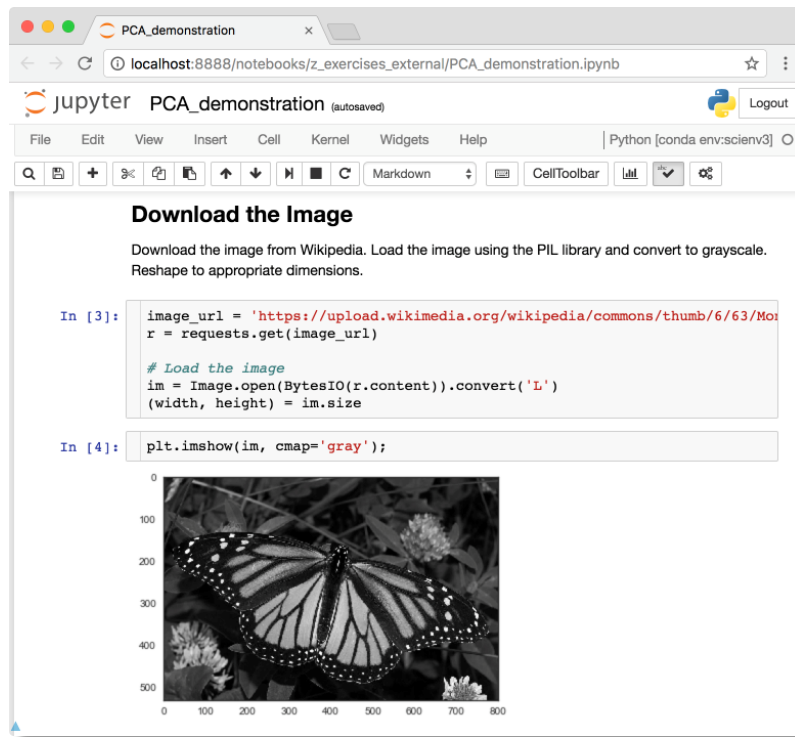 PCA_demonstration
localhost:8888/notebooks/z_exercises_external/PCA_demonstration.ipynb
jupyter PCA_demonstration (autosaved) Logout
File Edit View Insert Cell Kernel Widgets Help Python [conda env:scienv3]
Markdown CellToolbar
Download the Image
Download the image from Wikipedia. Load the image using the PIL library and convert to grayscale.
Reshape to appropriate dimensions.
In [3]: image_url = 'https://upload.wikimedia.org/wikipedia/commons/thumb/6/63/Mon
r = requests.get(image_url)
# Load the image
im = Image.open(BytesIO(r.content)).convert('L')
(width, height) = im.size
In [4]: plt.imshow(im, cmap='gray');
0
100
200
300
400
500
0 100 200 300 400 500 600 700 800